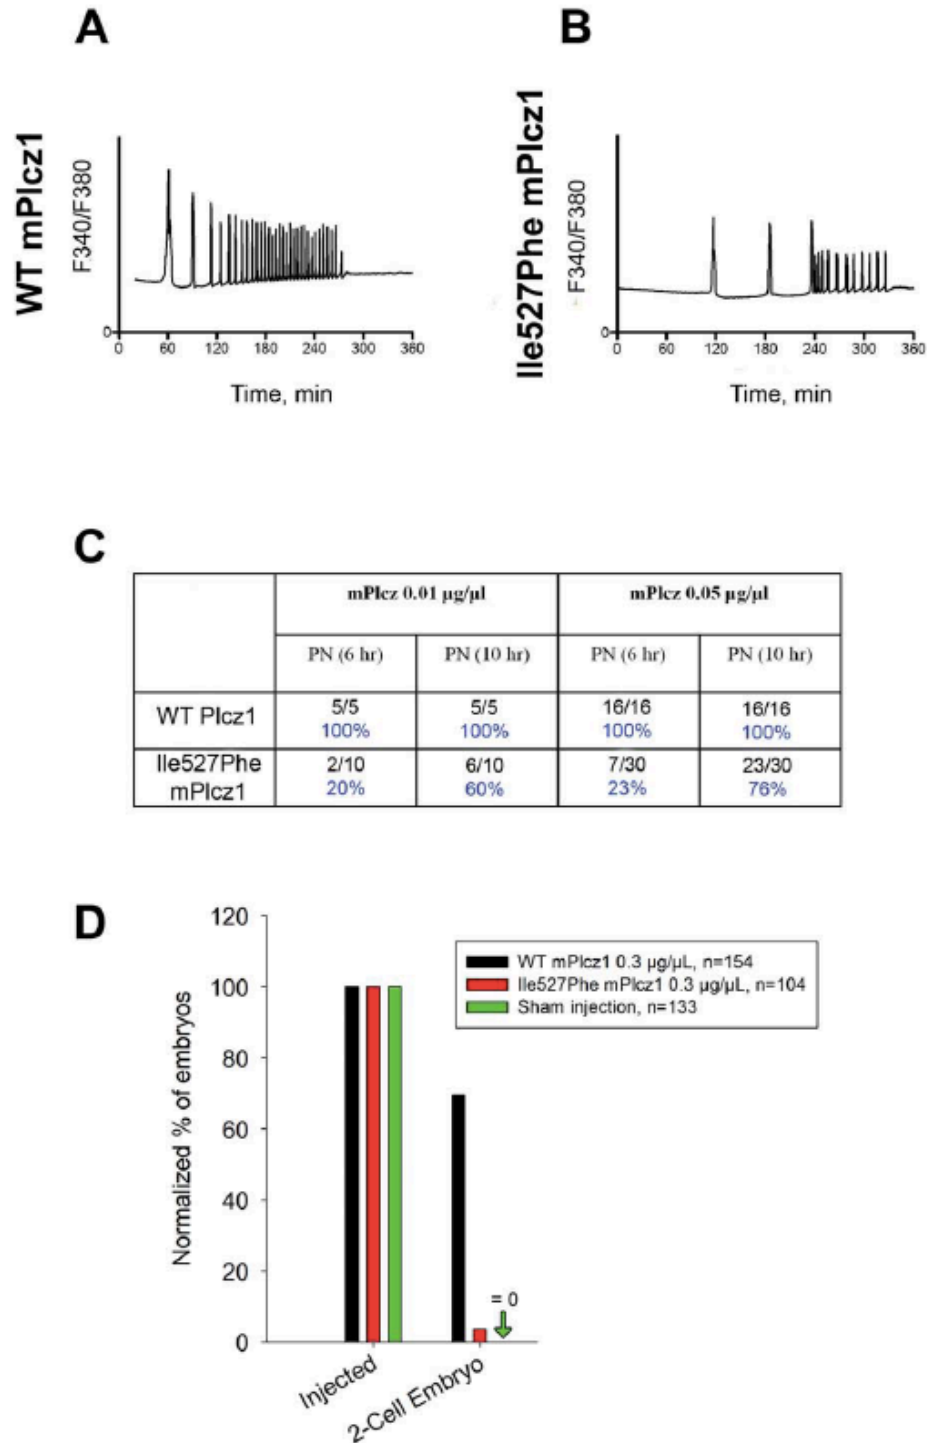 A
B
WT mPlcz1
F340/F380
0
0 60 120 180 240 300 360
Time, min
Ile527Phe mPlcz1
F340/F380
0
0 60 120 180 240 300 360
Time, min
C
mPlcz 0.01 µg/µl mPlcz 0.05 µg/µl
PN (6 hr) PN (10 hr) PN (6 hr) PN (10 hr)
WT Plcz1 5/5 5/5 16/16 16/16
100% 100% 100% 100%
Ile527Phe 2/10 6/10 7/30 23/30
mPlcz1 20% 60% 23% 76%
D
Normalized % of embryos
120
100
80
60
40
20
0
WT mPlcz1 0.3 µg/µL, n=154
Ile527Phe mPlcz1 0.3 µg/µL, n=104
Sham injection, n=133
= 0
Injected
2-Cell Embryo